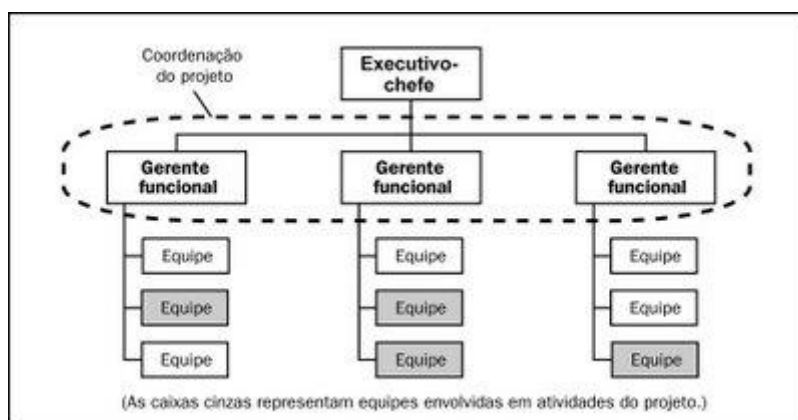 Coordenação
do projeto
Executivo-
chefe
Gerente
funcional
Gerente
funcional
Gerente
funcional
Equipe
Equipe
Equipe
Equipe
Equipe
Equipe
Equipe
Equipe
Equipe
(As caixas cinzas representam equipes envolvidas em atividades do projeto.)